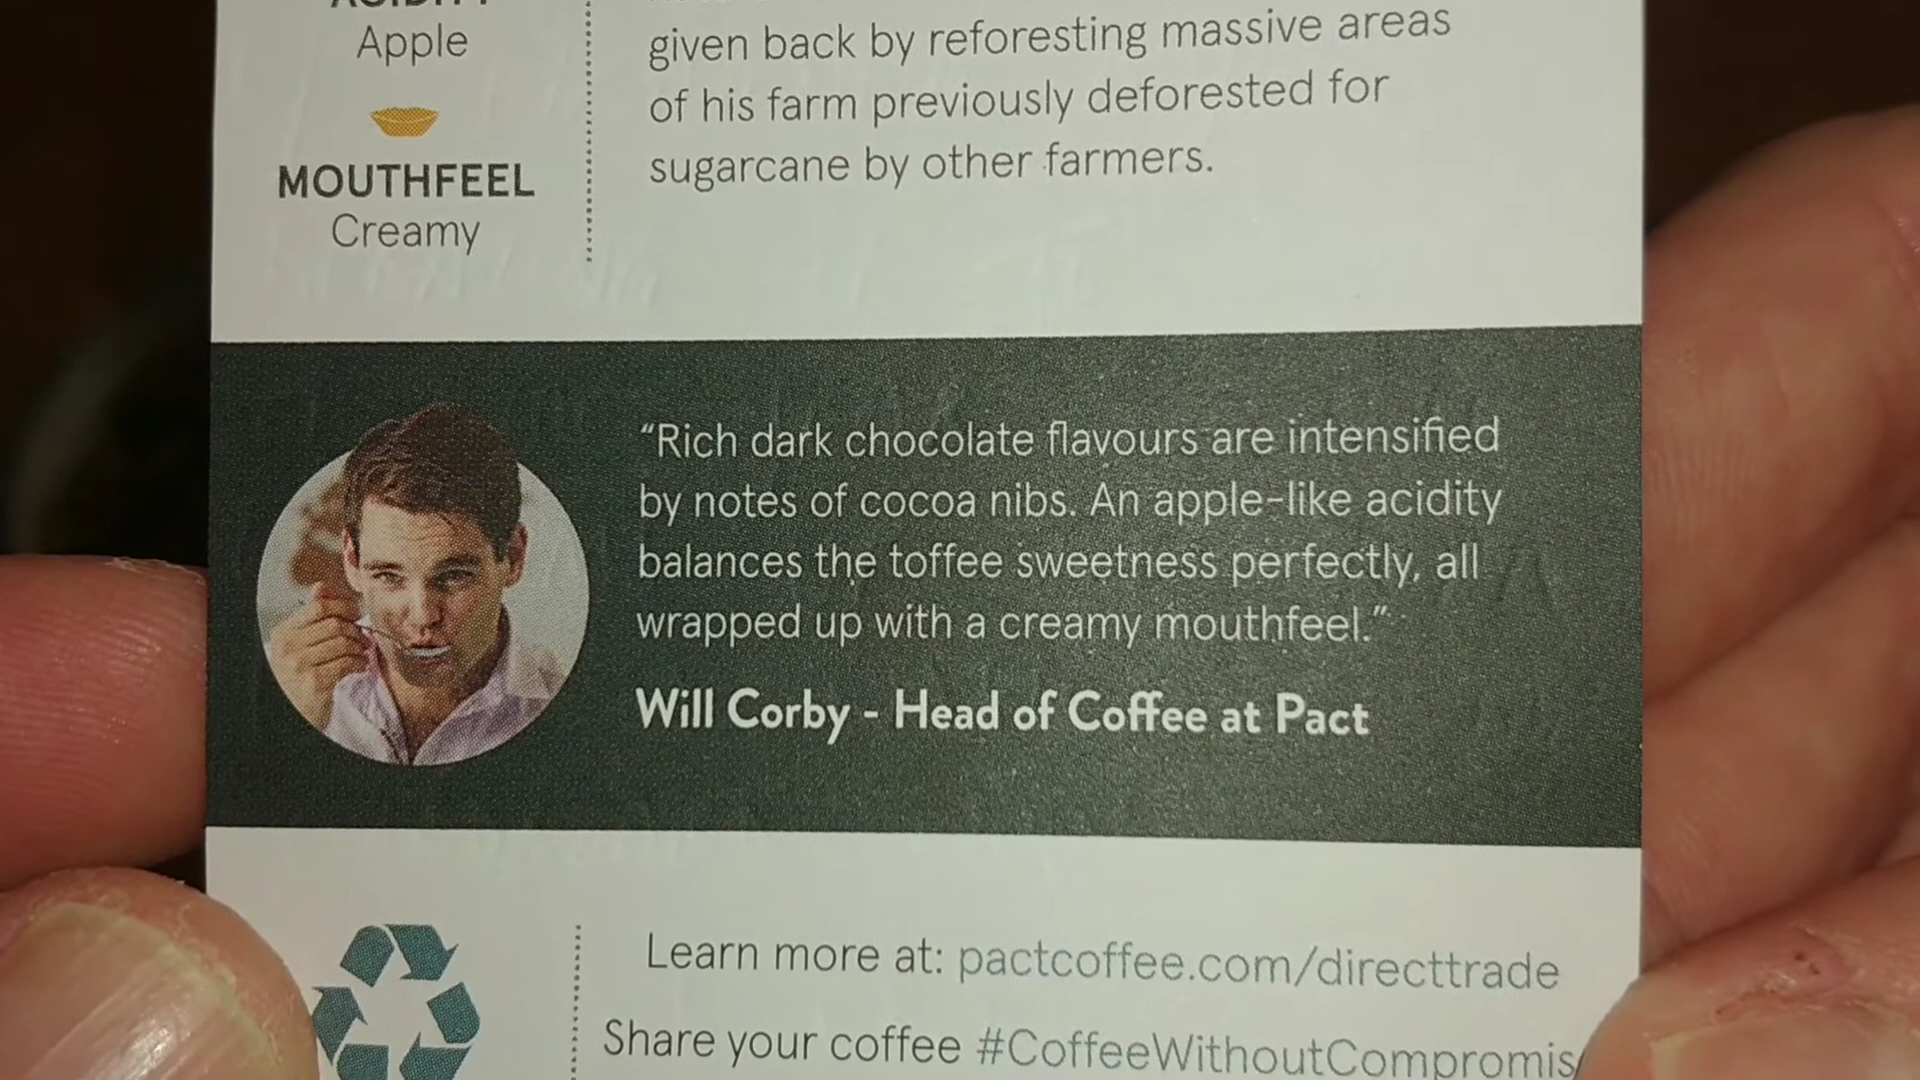 ACIDITY
Apple
MOUTHFEEL
Creamy
given back by reforesting massive areas
of his farm previously deforested for
sugarcane by other farmers.
“Rich dark chocolate flavours are intensified
by notes of cocoa nibs. An apple-like acidity
balances the toffee sweetness perfectly, all
wrapped up with a creamy mouthfeel.”
Will Corby - Head of Coffee at Pact
Learn more at: pactcoffee.com/directtrade
Share your coffee #CoffeeWithoutCompromis